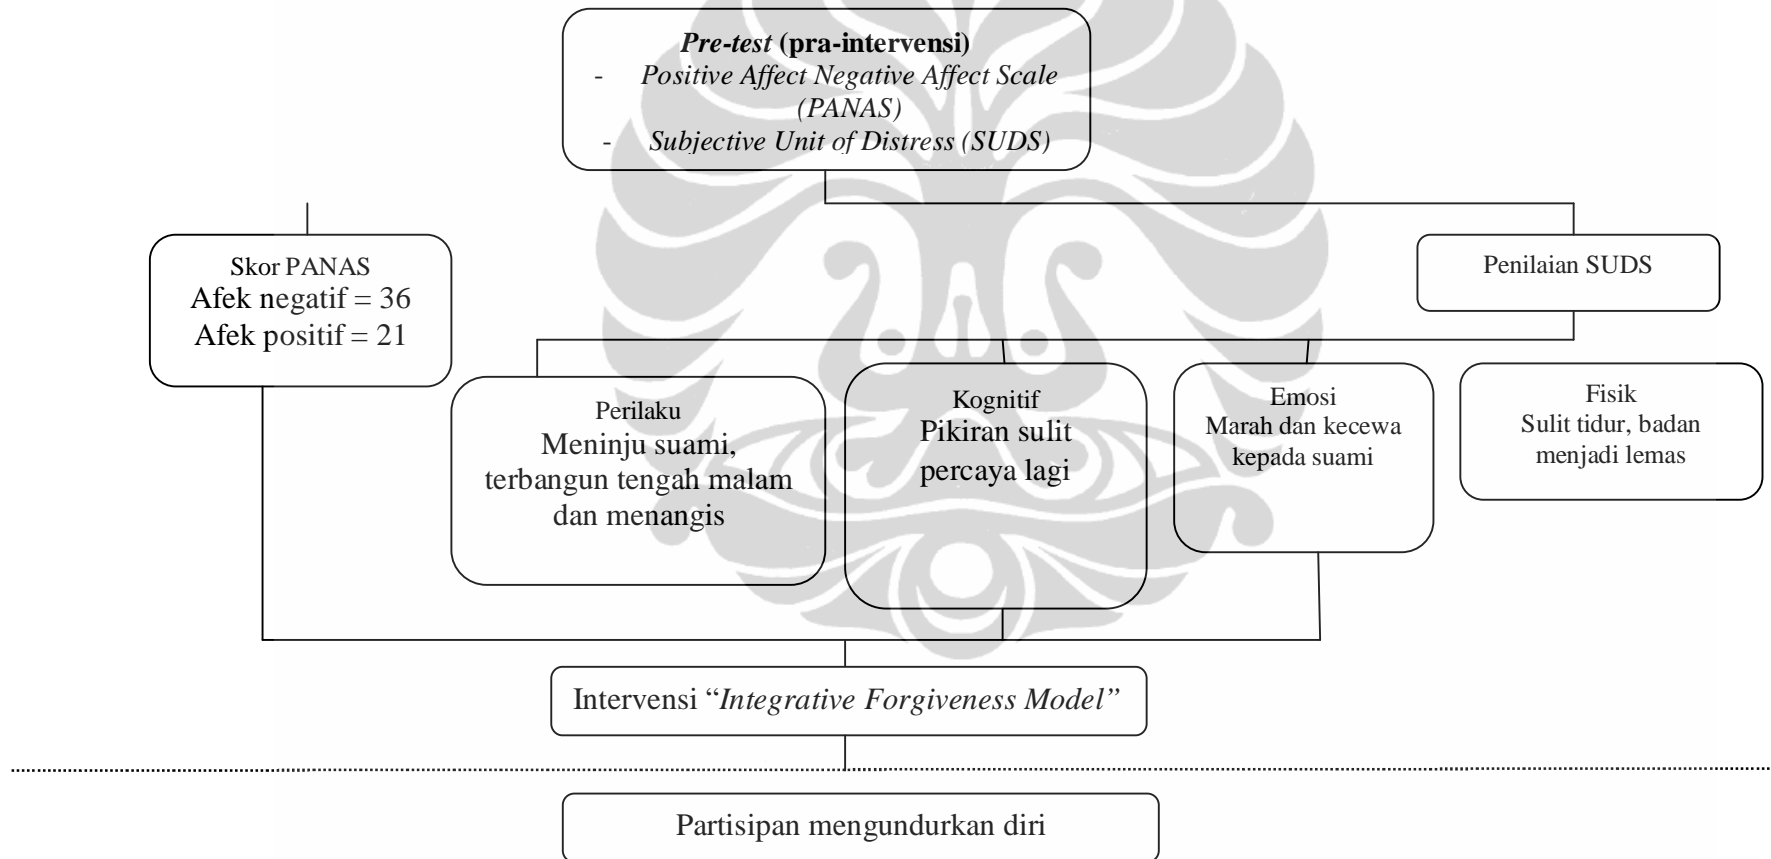 Pre-test (pra-intervensi)
- Positive Affect Negative Affect Scale
(PANAS)
- Subjective Unit of Distress (SUDS)
Skor PANAS
Afek negatif = 36
Afek positif = 21
Penilaian SUDS
Perilaku
Meninju suami,
terbangun tengah malam
dan menangis
Kognitif
Pikiran sulit
percaya lagi
Emosi
Marah dan kecewa
kepada suami
Fisik
Sulit tidur, badan
menjadi lemas
Intervensi “Integrative Forgiveness Model”
Partisipan mengundurkan diri